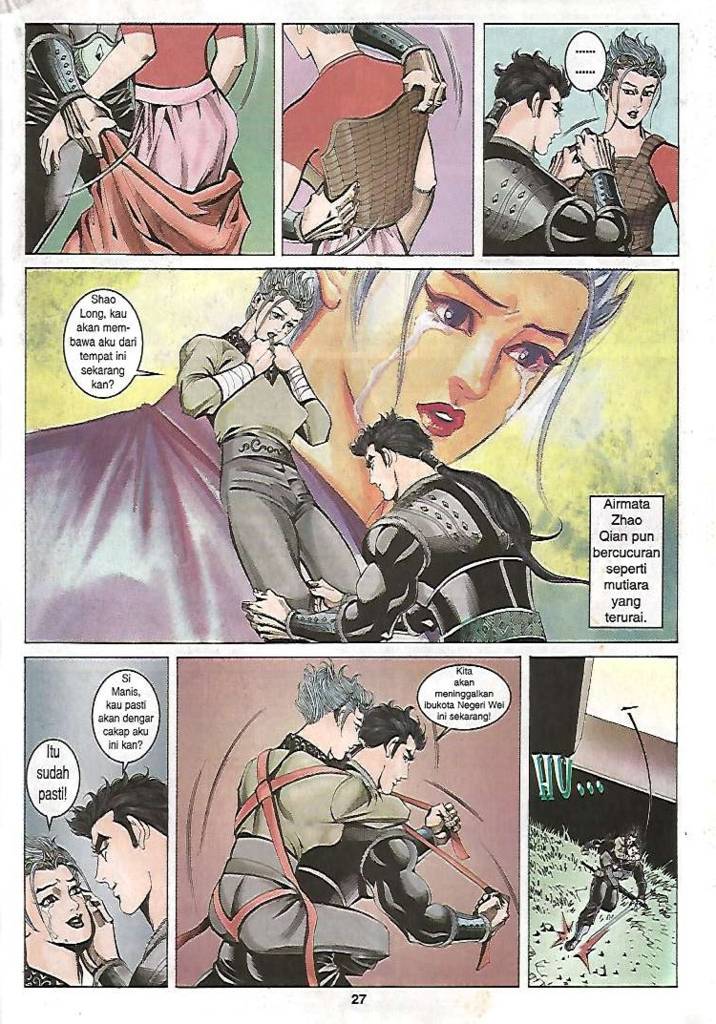 ......
......
Shao
Long, kau
akan mem-
bawa aku dari
tempat ini
sekarang
kan?
Airmata
Zhao
Qian pun
bercucuran
seperti
mutiara
yang
terurai.
Si
Manis,
kau pasti
akan dengar
cakap aku
ini kan?
Itu
sudah
pasti!
Kita
akan
meninggalkan
ibukota Negeri Wei
ini sekarang!
HU...
27